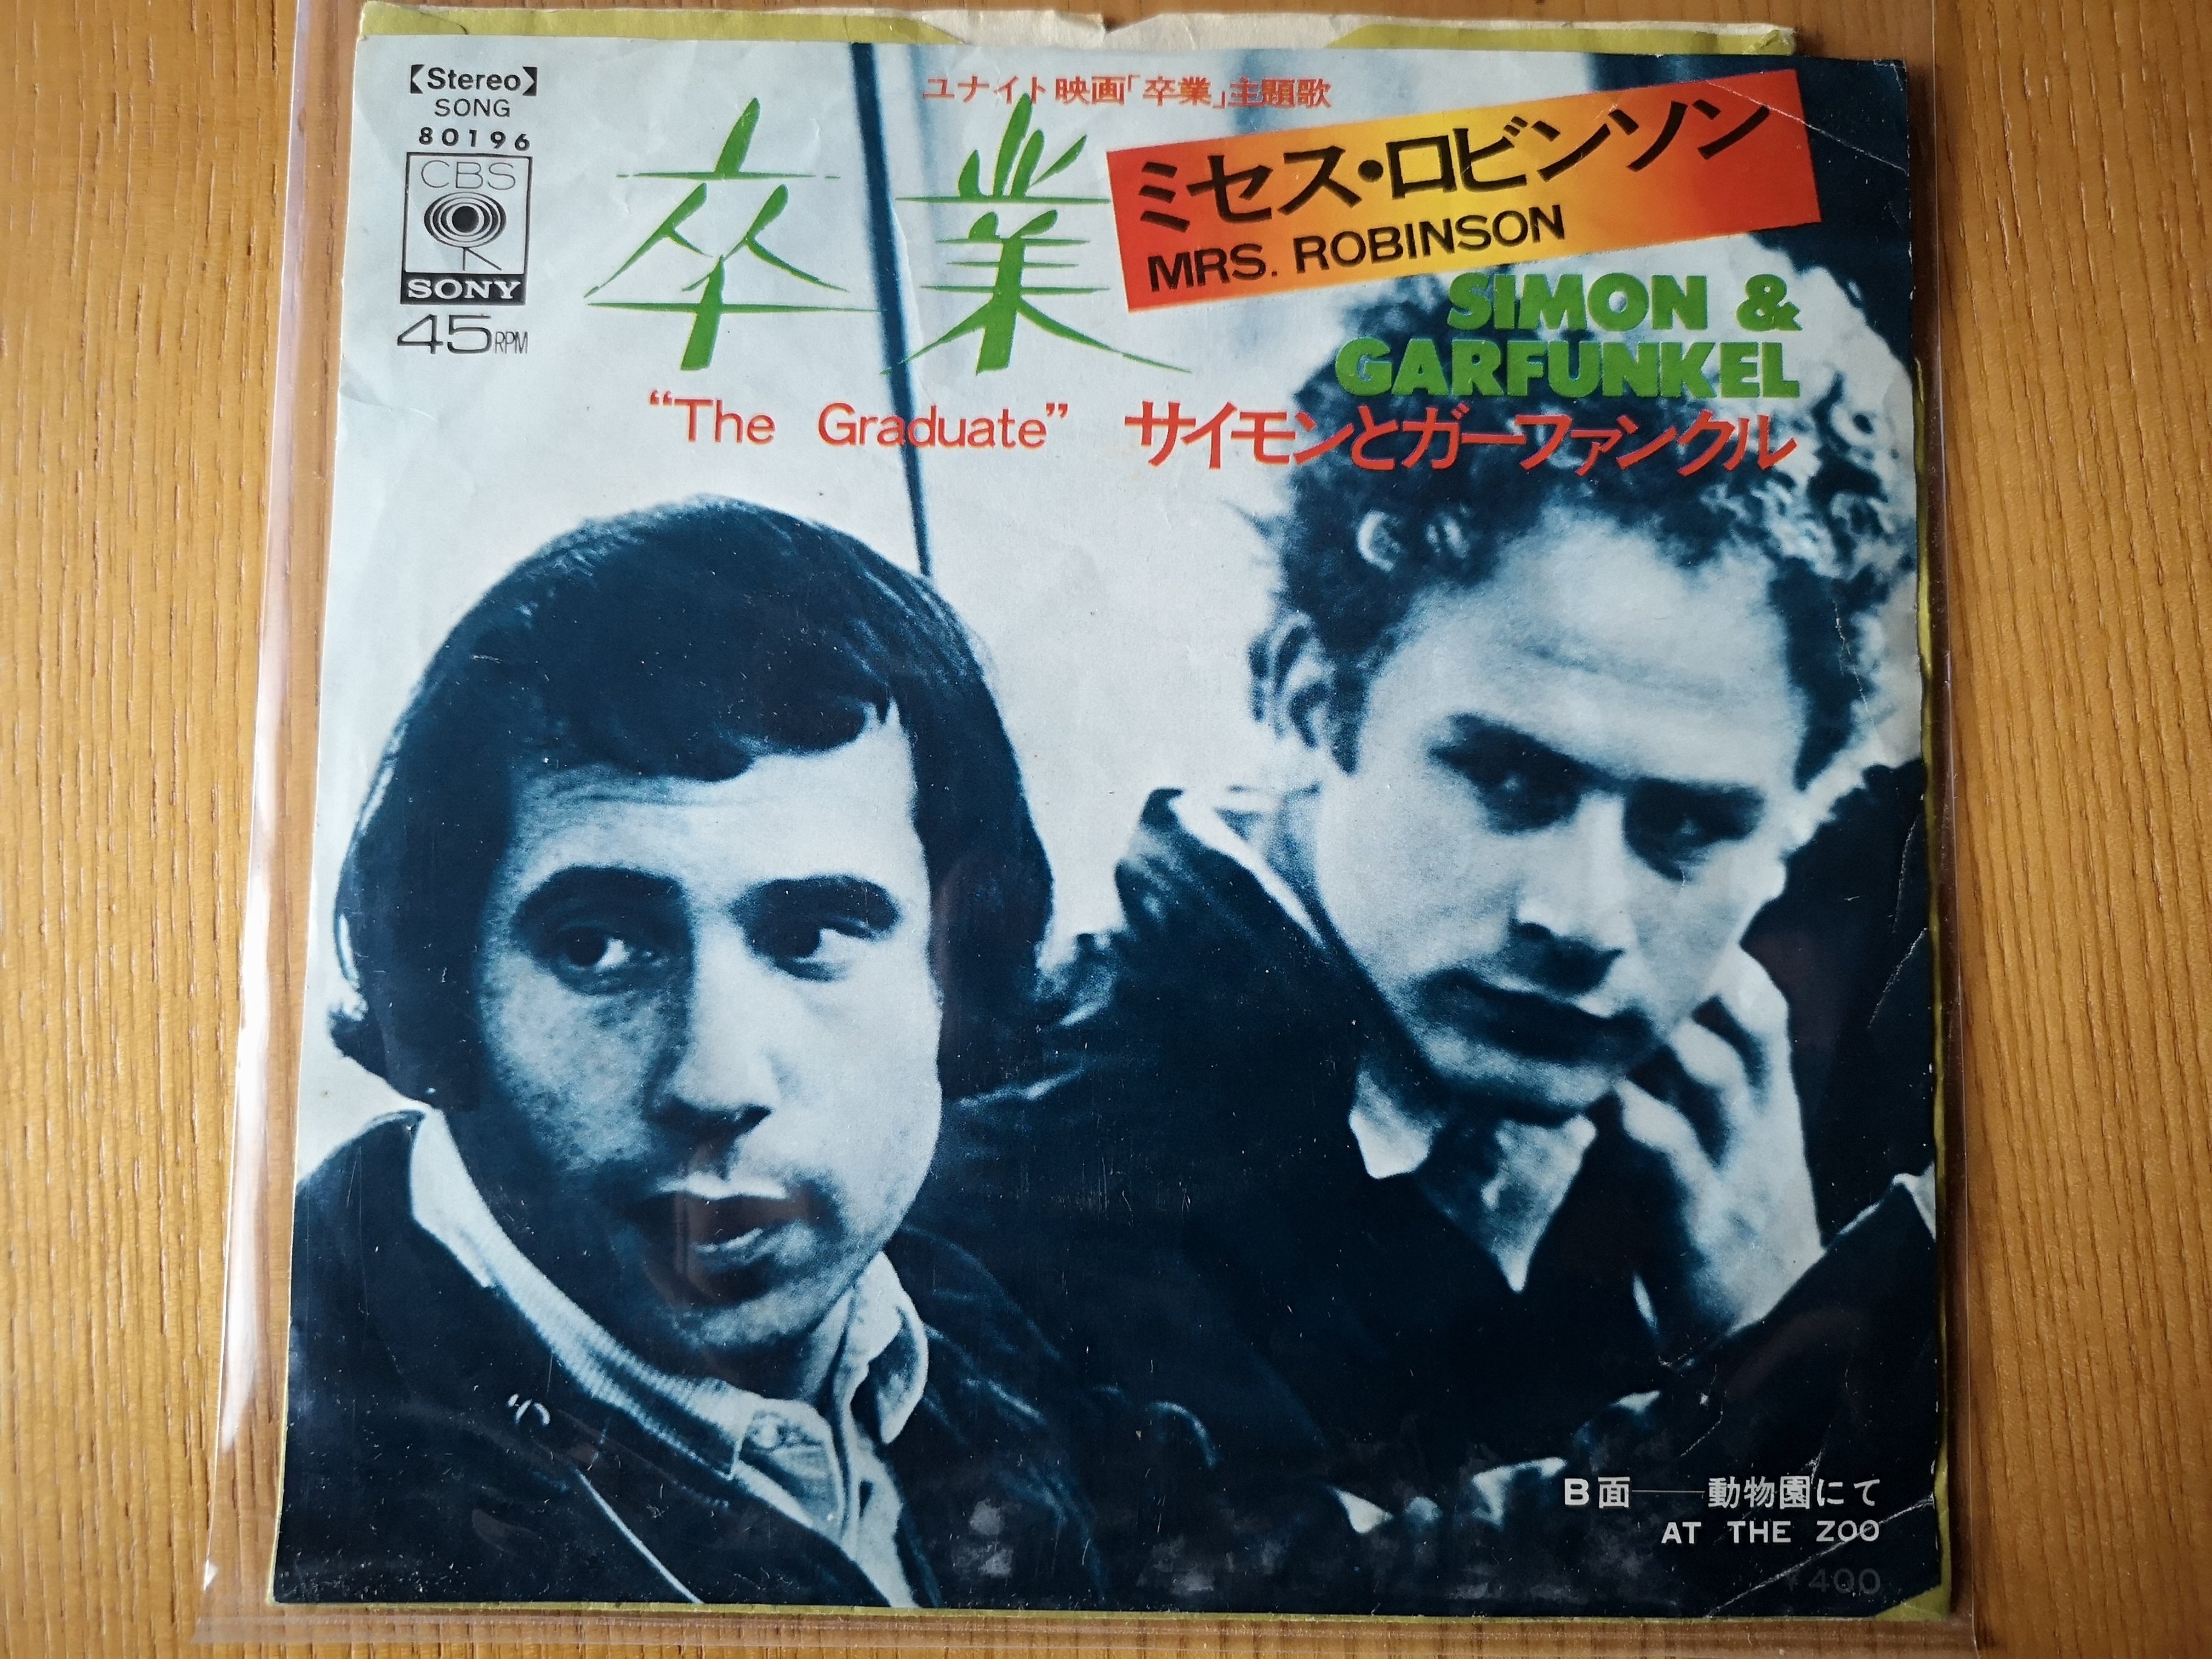 【Stereo】
SONG
80196
CBS
SONY
45RPM
ユナイト映画「卒業」主題歌
卒業
ミセス・ロビンソン
MRS. ROBINSON
SIMON &
GARFUNKEL
"The Graduate"
サイモンとガーファンクル
B面――動物園にて
AT THE ZOO
¥400